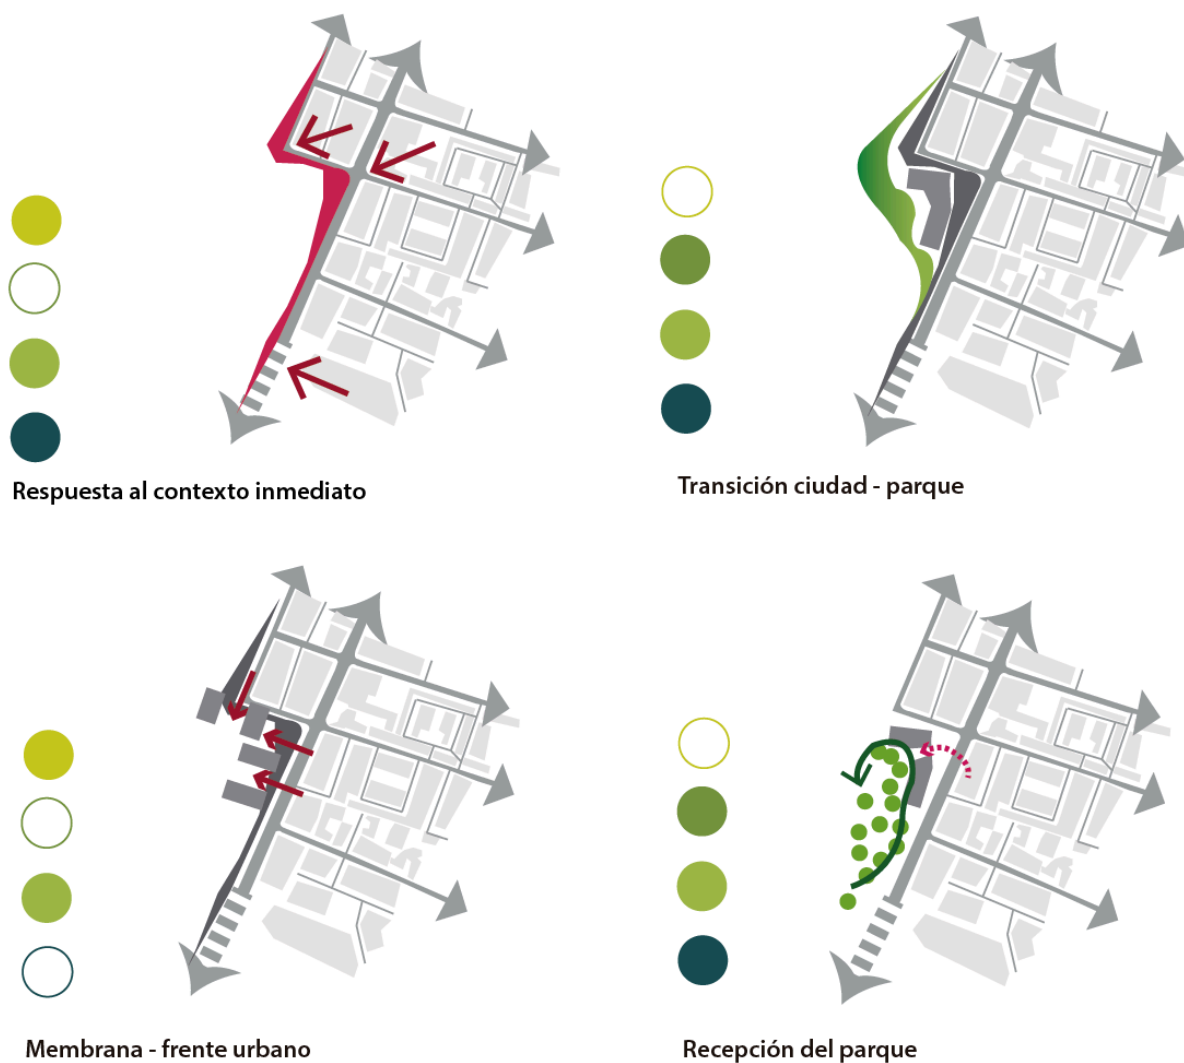 Respuesta al contexto inmediato
Transición ciudad - parque
Membrana - frente urbano
Recepción del parque